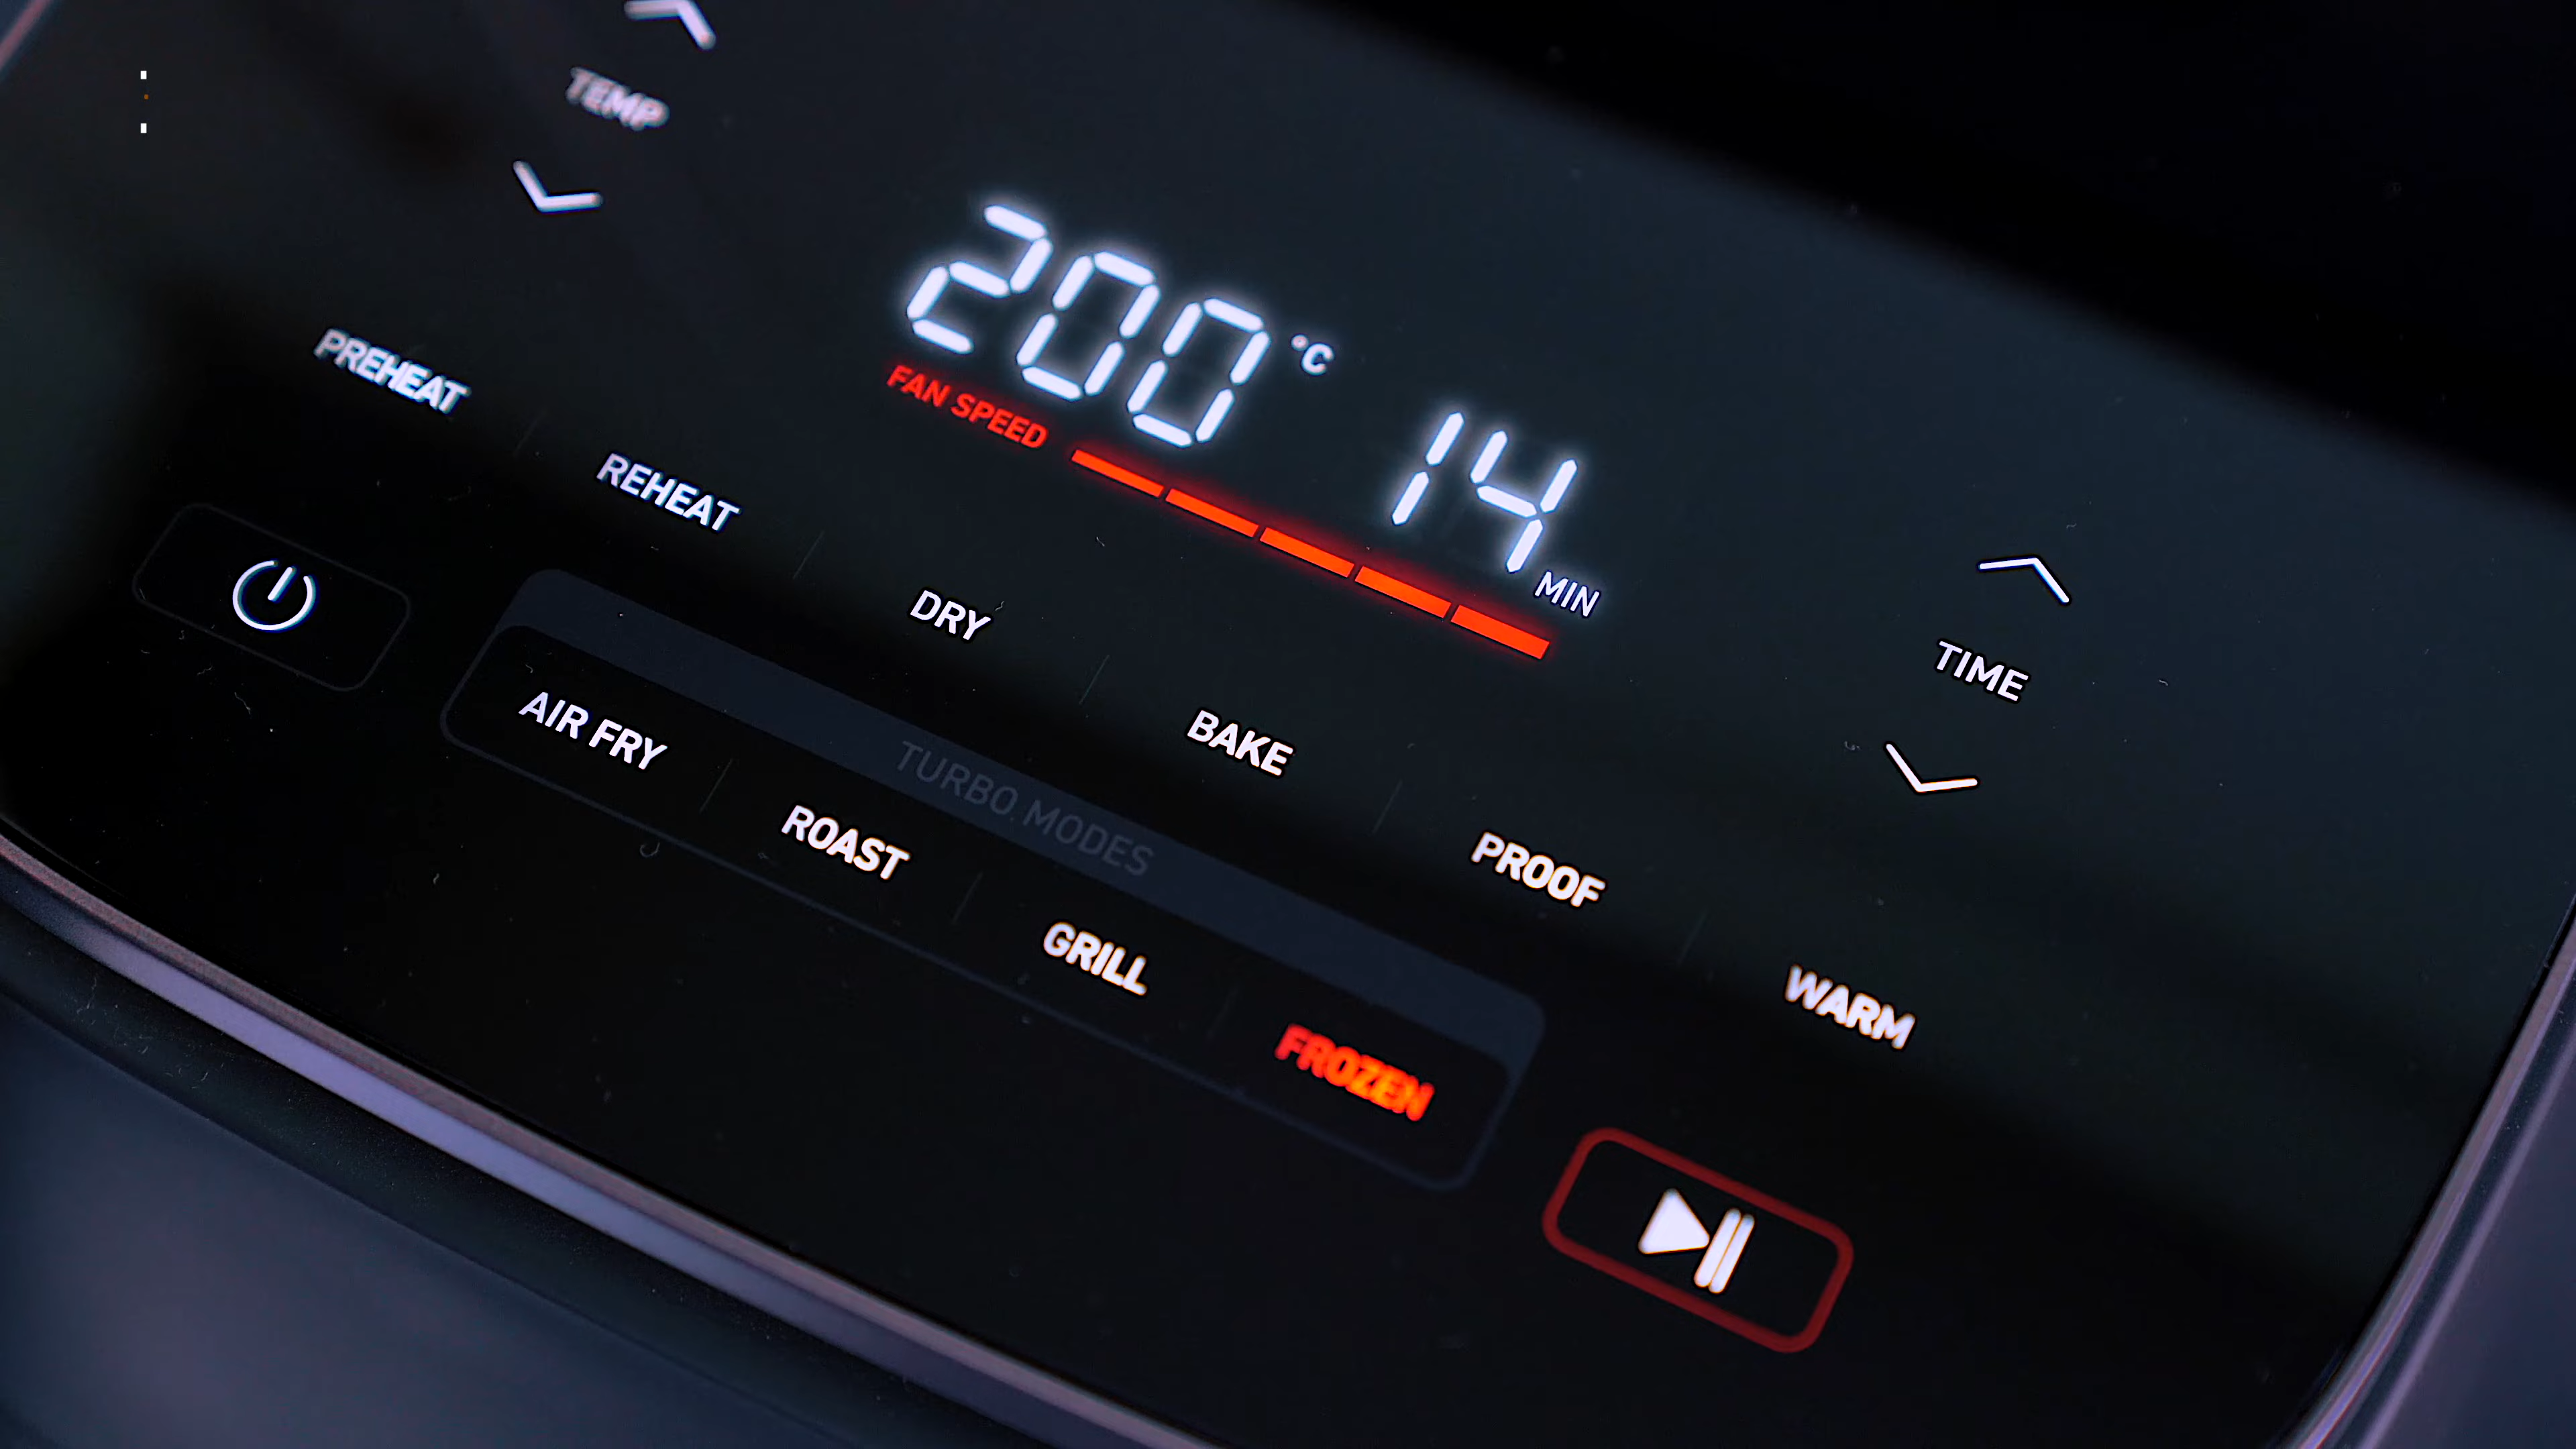 TEMP
200°C
14 MIN
FAN SPEED
TIME
PREHEAT
REHEAT
DRY
BAKE
PROOF
WARM
TURBO MODES
AIR FRY
ROAST
GRILL
FROZEN